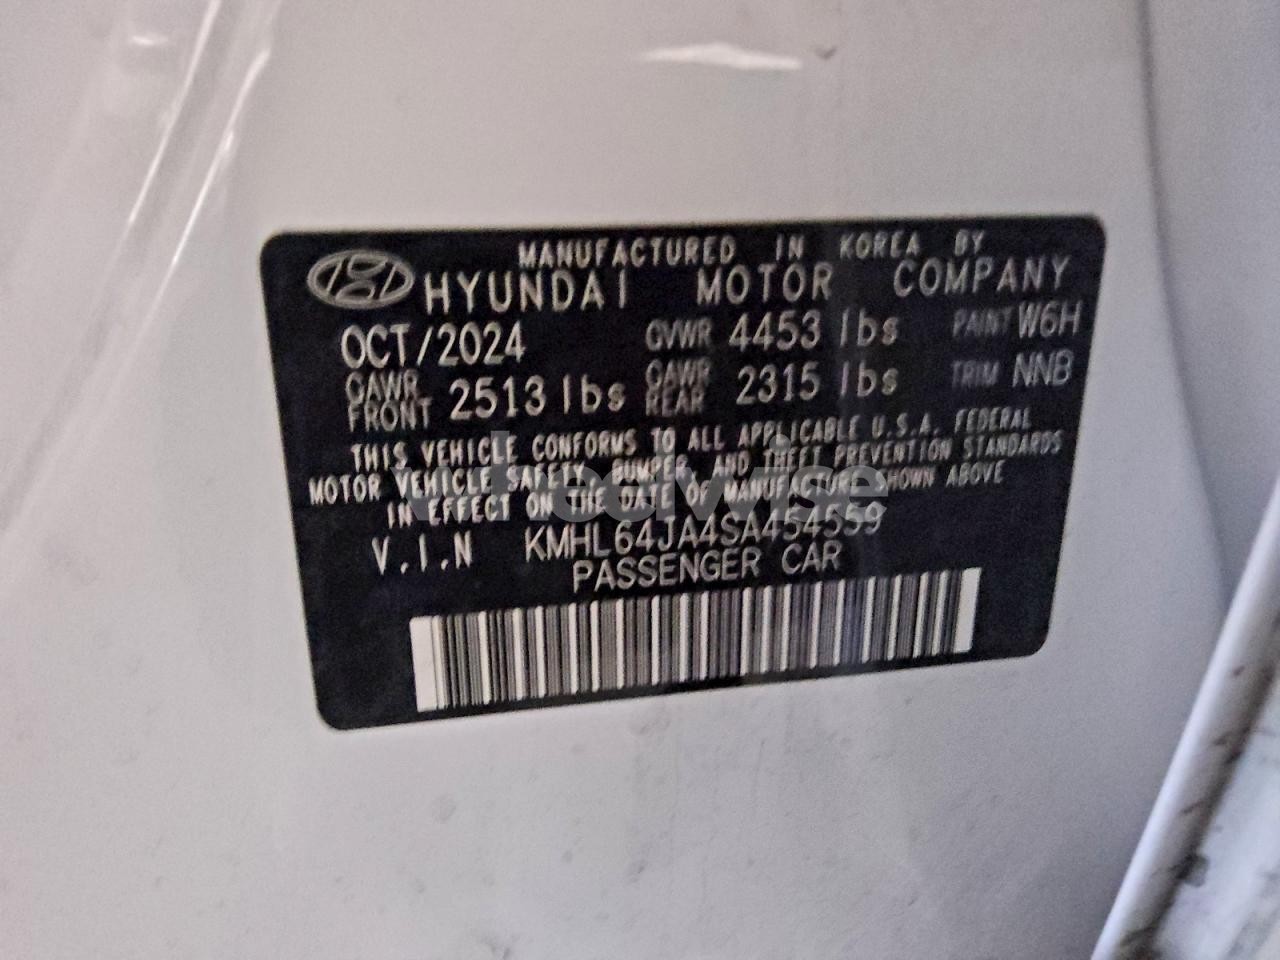 MANUFACTURED IN KOREA BY
HYUNDAI MOTOR COMPANY
OCT/2024 GVWR 4453 lbs PAINT W6H
GAWR FRONT 2513 lbs GAWR REAR 2315 lbs TRIM NNB
THIS VEHICLE CONFORMS TO ALL APPLICABLE U.S.A. FEDERAL
MOTOR VEHICLE SAFETY, BUMPER, AND THEFT PREVENTION STANDARDS
IN EFFECT ON THE DATE OF MANUFACTURE SHOWN ABOVE
V.I.N KMHL64JA4SA454559
PASSENGER CAR